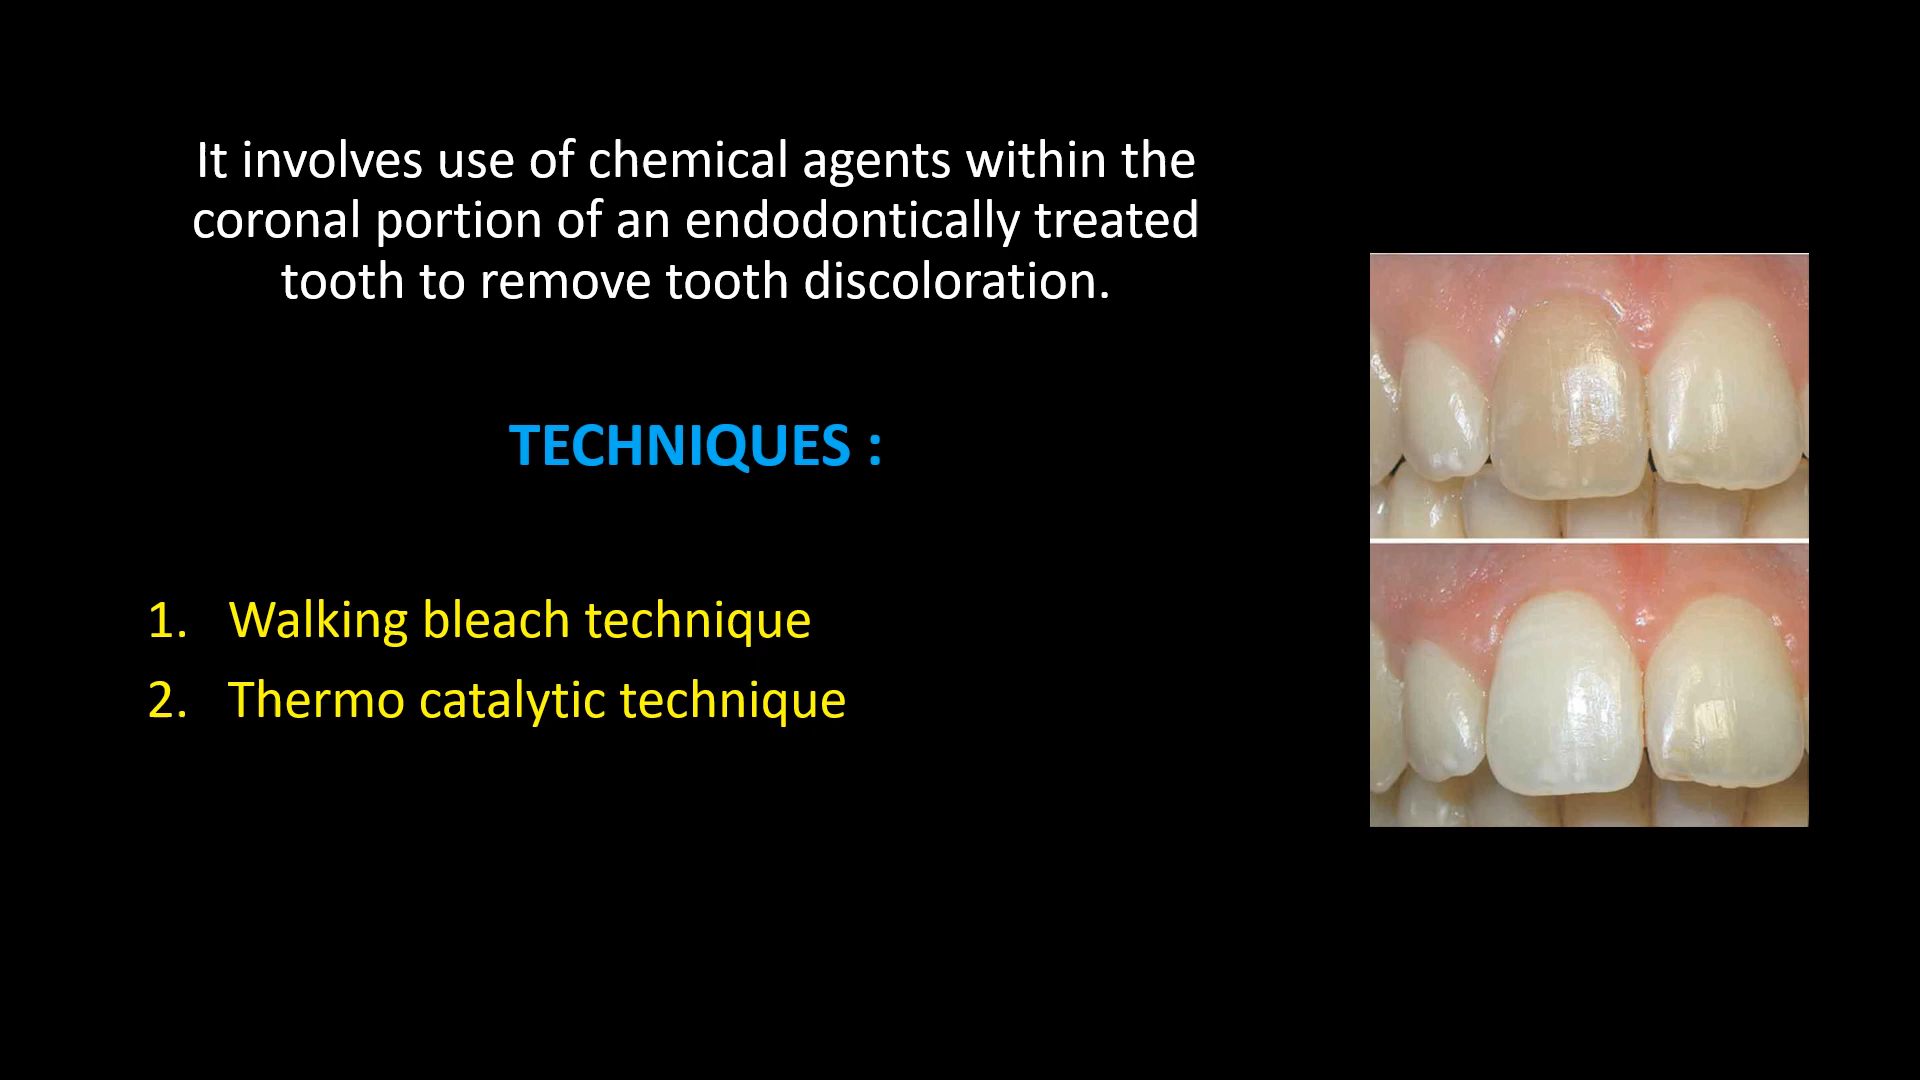 It involves use of chemical agents within the
coronal portion of an endodontically treated
tooth to remove tooth discoloration.
TECHNIQUES :
1. Walking bleach technique
2. Thermo catalytic technique